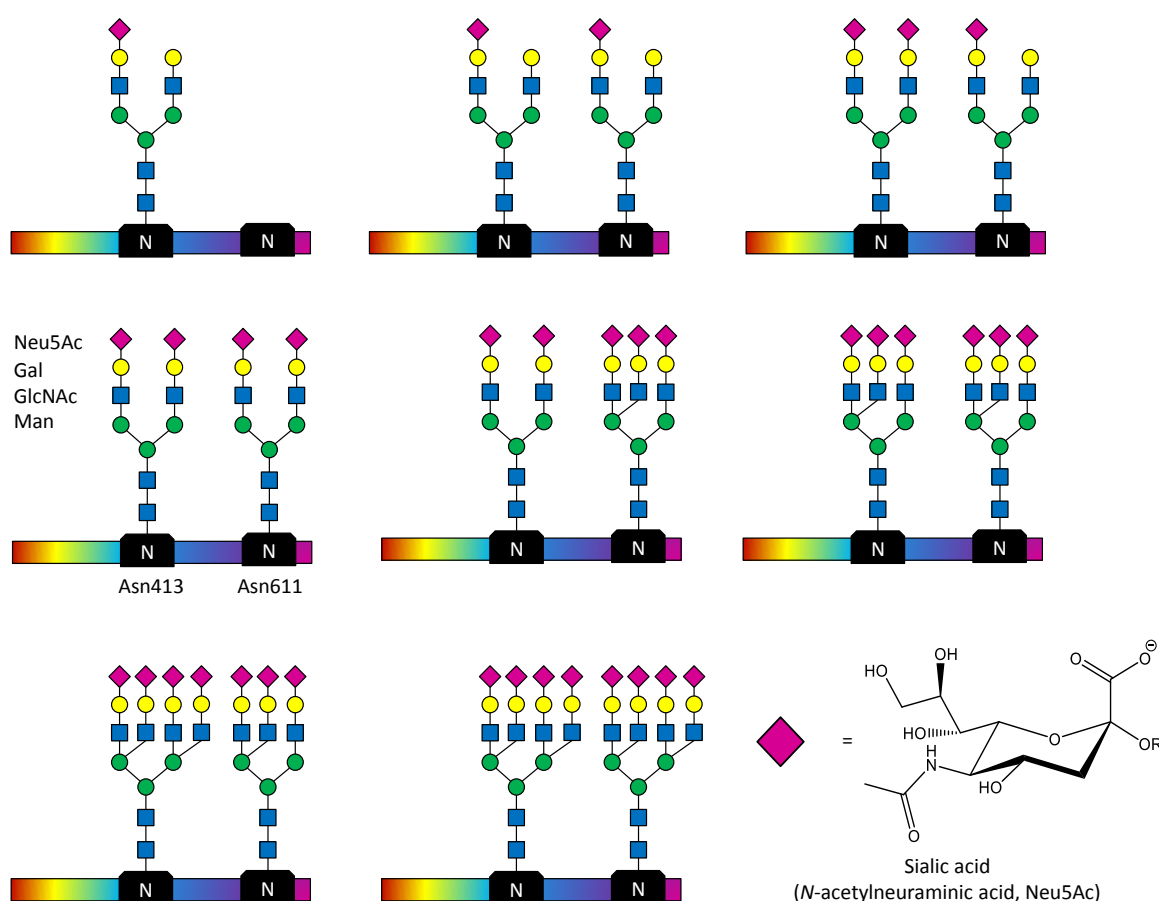 N N
N N
N N
Neu5Ac
Gal
GlcNAc
Man
N N
N N
N N
Asn413 Asn611
N N
N N
HO
OH
O
O
⊖
HO
O
OR
N
H
HO
O
=
Sialic acid
(N-acetylneuraminic acid, Neu5Ac)